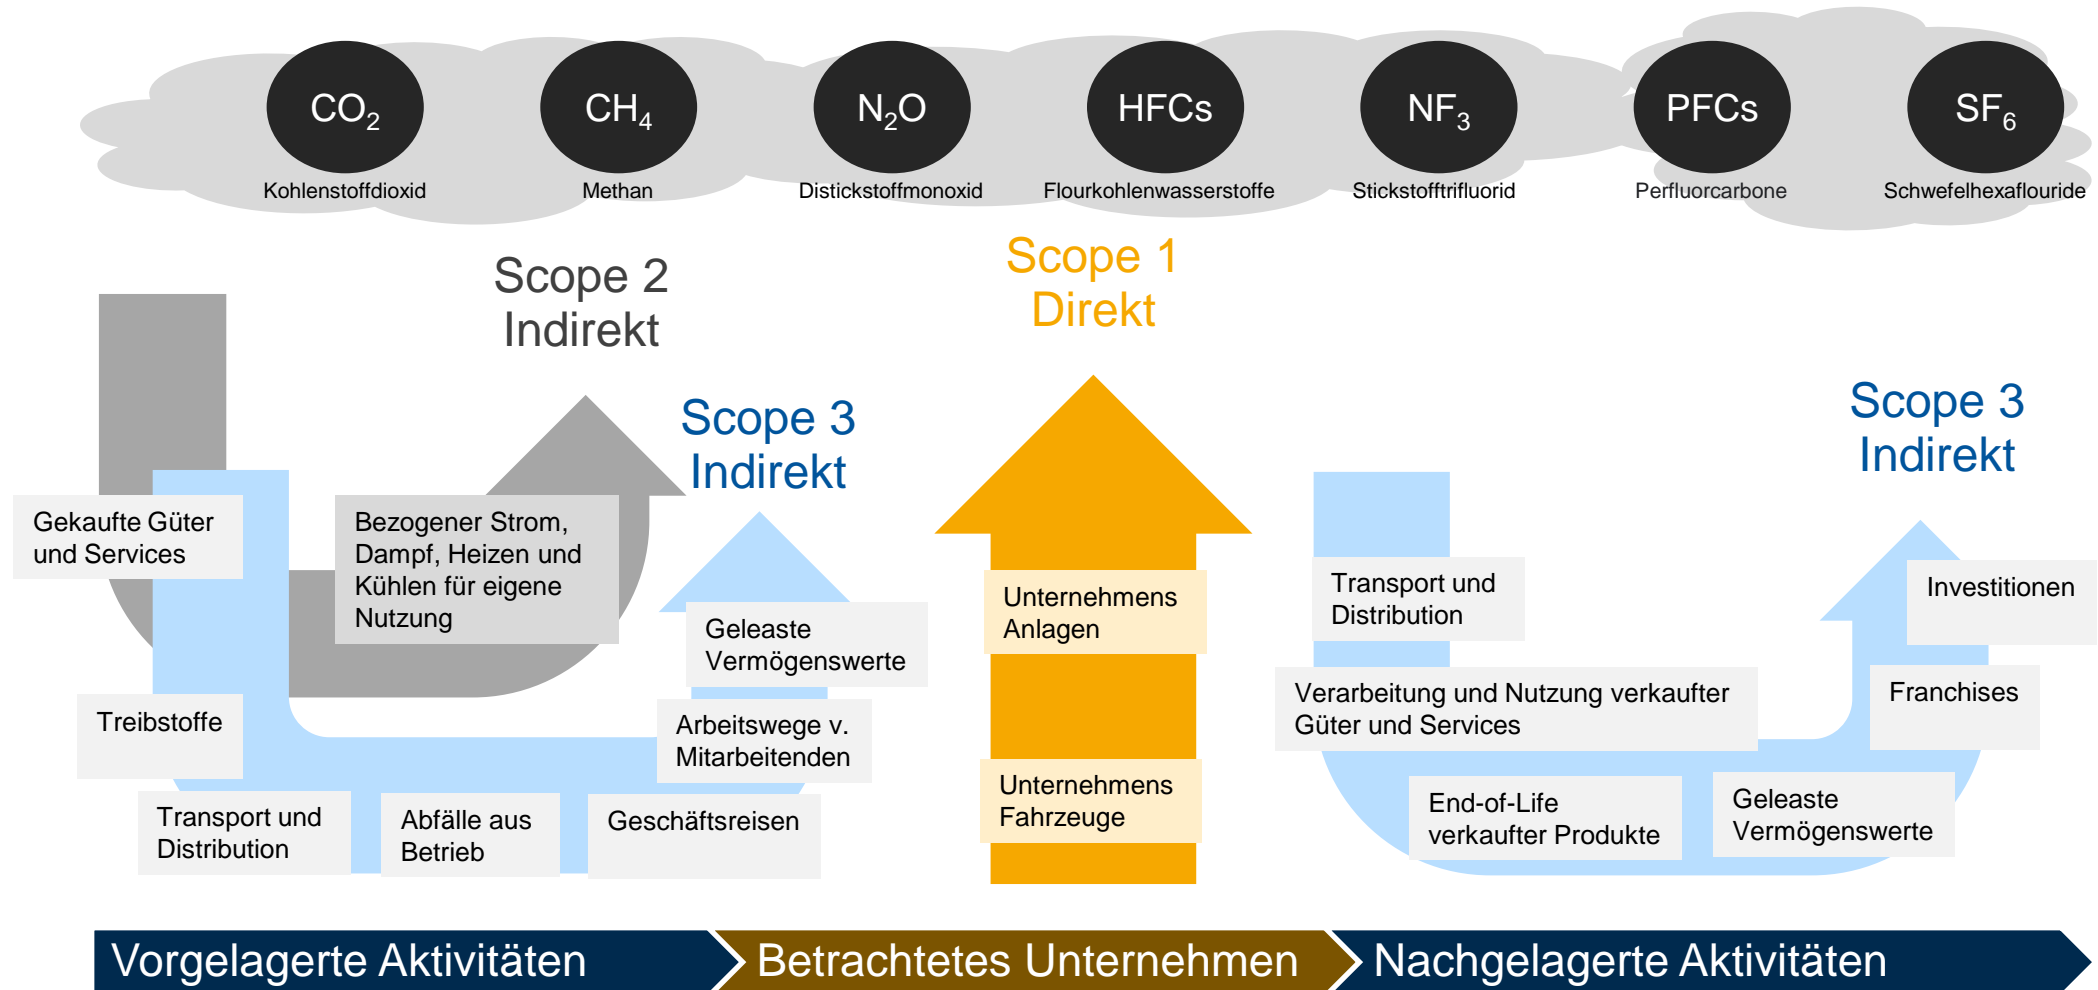 CO₂
CH₄
N₂O
HFCs
NF₃
PFCs
SF₆
Kohlenstoffdioxid
Methan
Distickstoffmonoxid
Flourkohlenwasserstoffe
Stickstofftrifluorid
Perfluorcarbone
Schwefelhexaflouride
Scope 2
Indirekt
Scope 1
Direkt
Scope 3
Indirekt
Scope 3
Indirekt
Gekaufte Güter
und Services
Bezogener Strom,
Dampf, Heizen und
Kühlen für eigene
Nutzung
Geleaste
Vermögenswerte
Treibstoffe
Arbeitswege v.
Mitarbeitenden
Transport und
Distribution
Abfälle aus
Betrieb
Geschäftsreisen
Unternehmens
Anlagen
Unternehmens
Fahrzeuge
Transport und
Distribution
Investitionen
Verarbeitung und Nutzung verkaufter
Güter und Services
Franchises
End-of-Life
verkaufter Produkte
Geleaste
Vermögenswerte
Vorgelagerte Aktivitäten
Betrachtetes Unternehmen
Nachgelagerte Aktivitäten